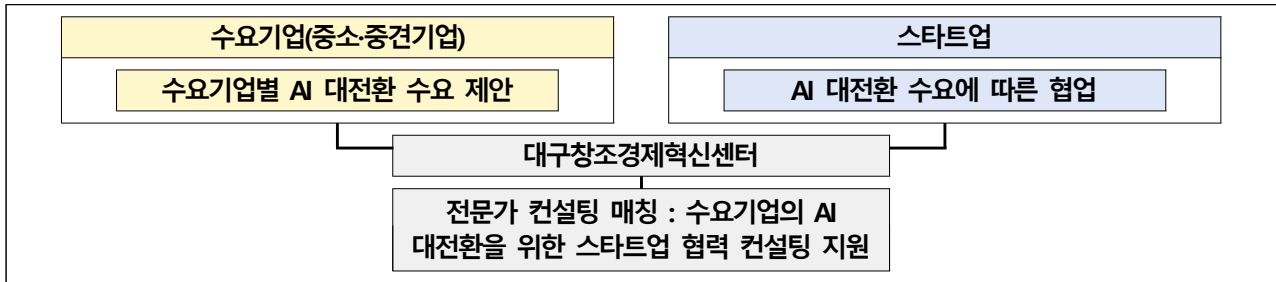 수요기업(중소·중견기업)
수요기업별 AI 대전환 수요 제안
스타트업
AI 대전환 수요에 따른 협업
대구창조경제혁신센터
전문가 컨설팅 매칭 : 수요기업의 AI
대전환을 위한 스타트업 협력 컨설팅 지원